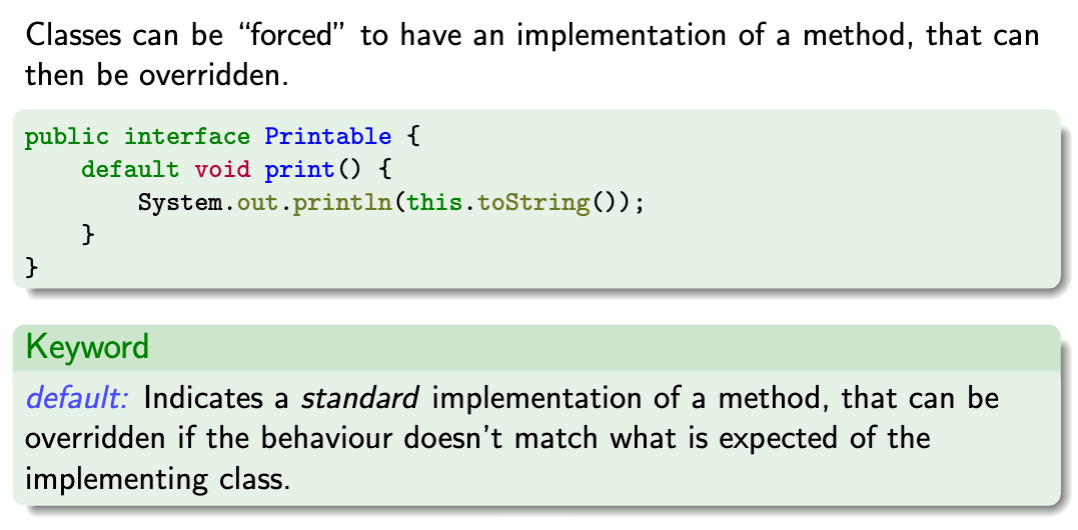 Classes can be “forced” to have an implementation of a method, that can
then be overridden.
public interface Printable {
    default void print() {
        System.out.println(this.toString());
    }
}
Keyword
default: Indicates a standard implementation of a method, that can be
overridden if the behaviour doesn't match what is expected of the
implementing class.